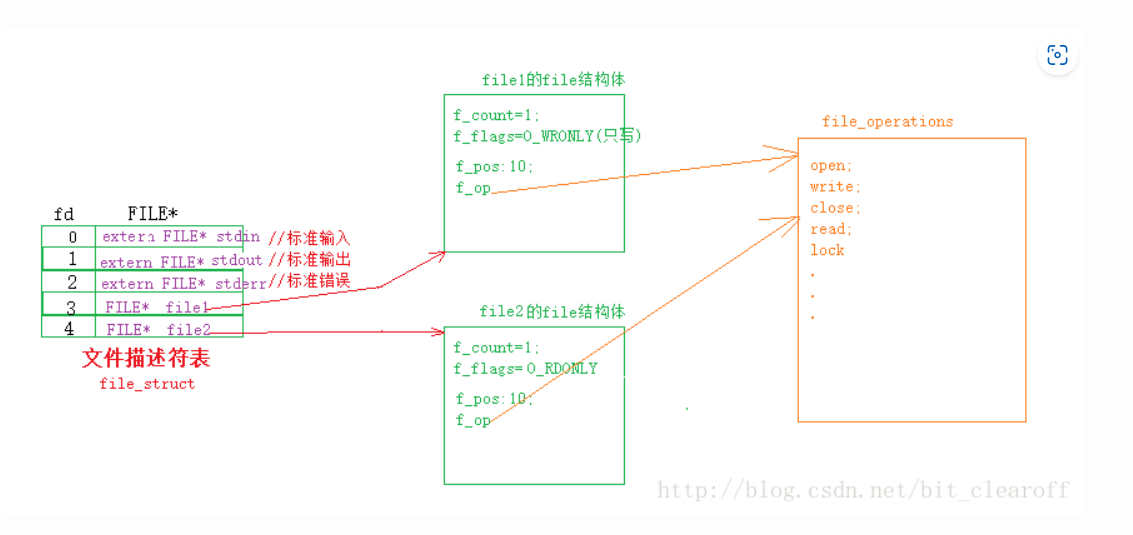 file1的file结构体
f_count=1;
f_flags=O_WRONLY(只写)
f_pos:10;
f_op
file_operations
open;
write;
close;
read;
lock
.
.
.
fd FILE*
0 extern FILE* stdin //标准输入
1 extern FILE* stdout //标准输出
2 extern FILE* stderr //标准错误
3 FILE* file1
4 FILE* file2
文件描述符表
file_struct
file2的file结构体
f_count=1;
f_flags=O_RDONLY
f_pos:10;
f_op
http://blog.csdn.net/bit_clearoff